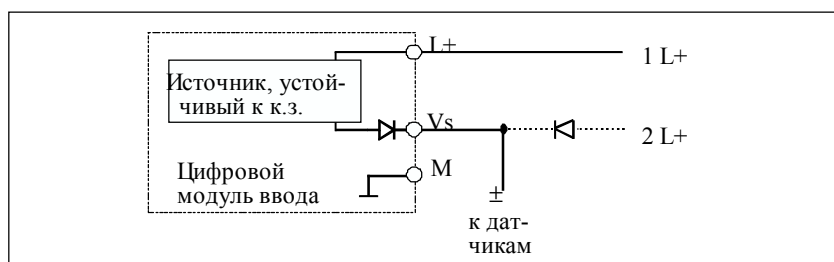 L+
1 L+
Источник, устой-
чивый к к.з.
Vs
2 L+
Цифровой
модуль ввода
M
±
к дат-
чикам